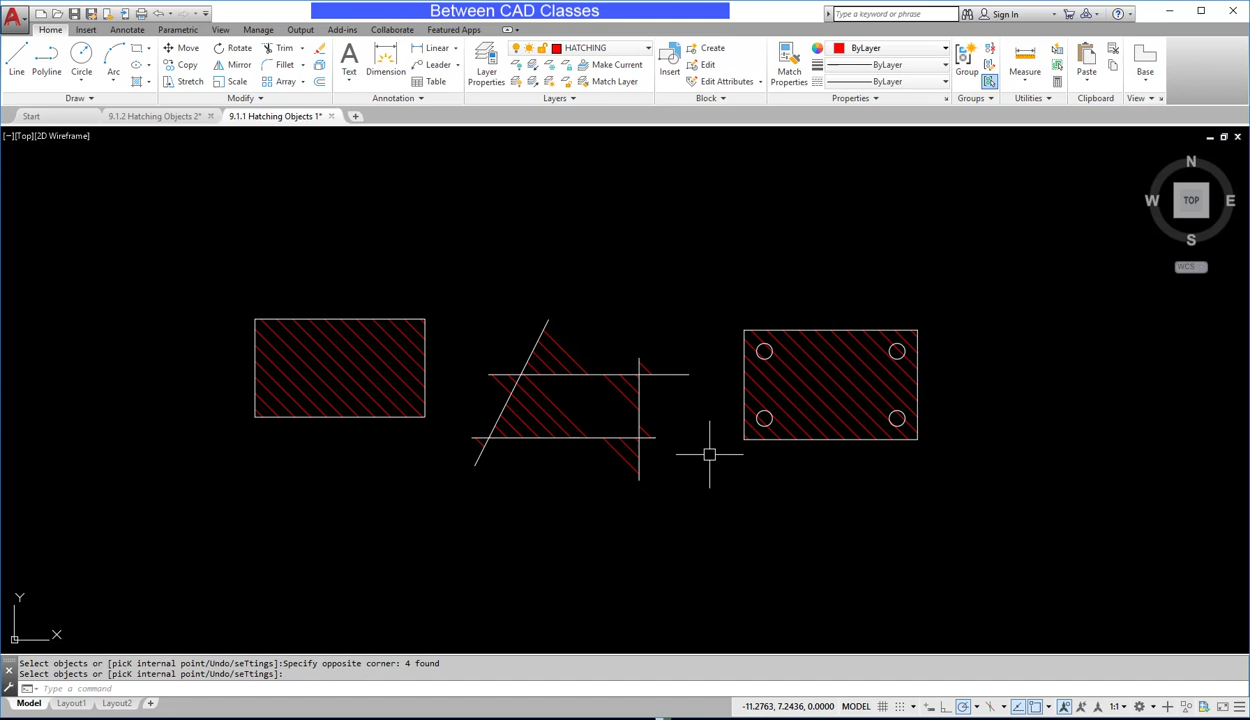 Between CAD Classes
Type a keyword or phrase
Sign In
Home Insert Annotate Parametric View Manage Output Add-ins Collaborate Featured Apps
Line Polyline Circle Arc
Draw
Move Rotate Trim
Copy Mirror Fillet
Stretch Scale Array
Modify
Text Dimension
Linear
Leader
Table
Annotation
Layer Properties
HATCHING
Make Current
Match Layer
Layers
Insert
Create
Edit
Edit Attributes
Block
Match Properties
ByLayer
ByLayer
ByLayer
Properties
Group
Groups
Measure
Utilities
Paste
Clipboard
Base
View
Start
9.1.2 Hatching Objects 2*
9.1.1 Hatching Objects 1*
[−][Top][2D Wireframe]
N
W TOP E
S
WCS
Y
X
Select objects or [picK internal point/Undo/seTtings]:Specify opposite corner: 4 found
Select objects or [picK internal point/Undo/seTtings]:
Type a command
Model Layout1 Layout2 +
-11.2763, 7.2436, 0.0000 MODEL
1:1